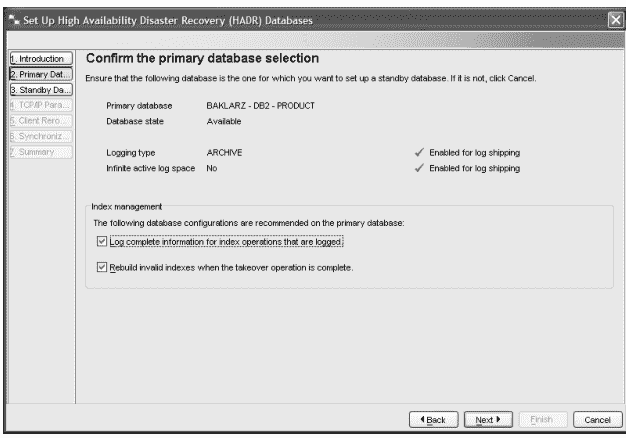 Set Up High Availability Disaster Recovery (HADR) Databases
1. Introduction
2. Primary Dat...
3. Standby Da...
4. TCP/IP Para...
5. Client Rero...
6. Synchroniz...
7. Summary
Confirm the primary database selection
Ensure that the following database is the one for which you want to set up a standby database. If it is not, click Cancel.
Primary database BAKLARZ - DB2 - PRODUCT
Database state Available
Logging type ARCHIVE Enabled for log shipping
Infinite active log space No Enabled for log shipping
Index management
The following database configurations are recommended on the primary database:
Log complete information for index operations that are logged.
Rebuild invalid indexes when the takeover operation is complete.
Back Next Finish Cancel